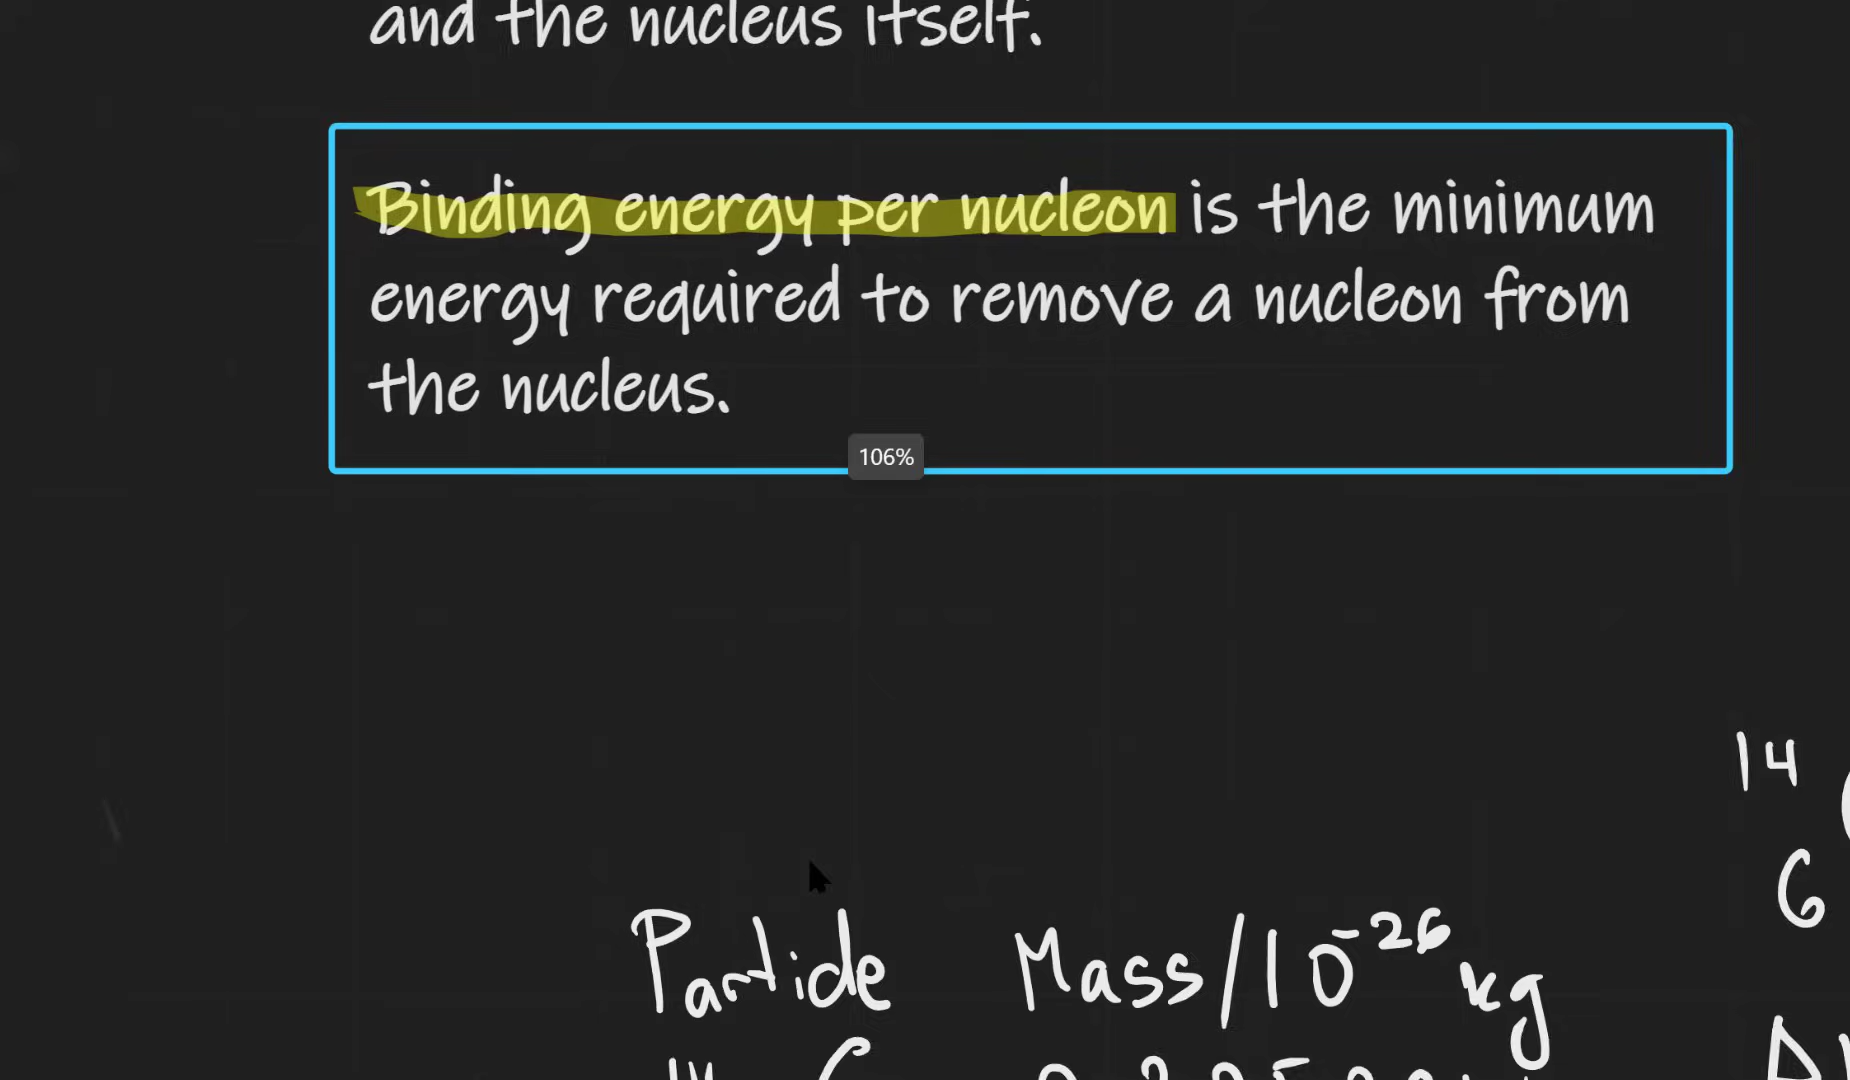 and the nucleus itself.
Binding energy per nucleon is the minimum
energy required to remove a nucleon from
the nucleus.
106%
14
6
Particle Mass/10⁻²⁶ kg